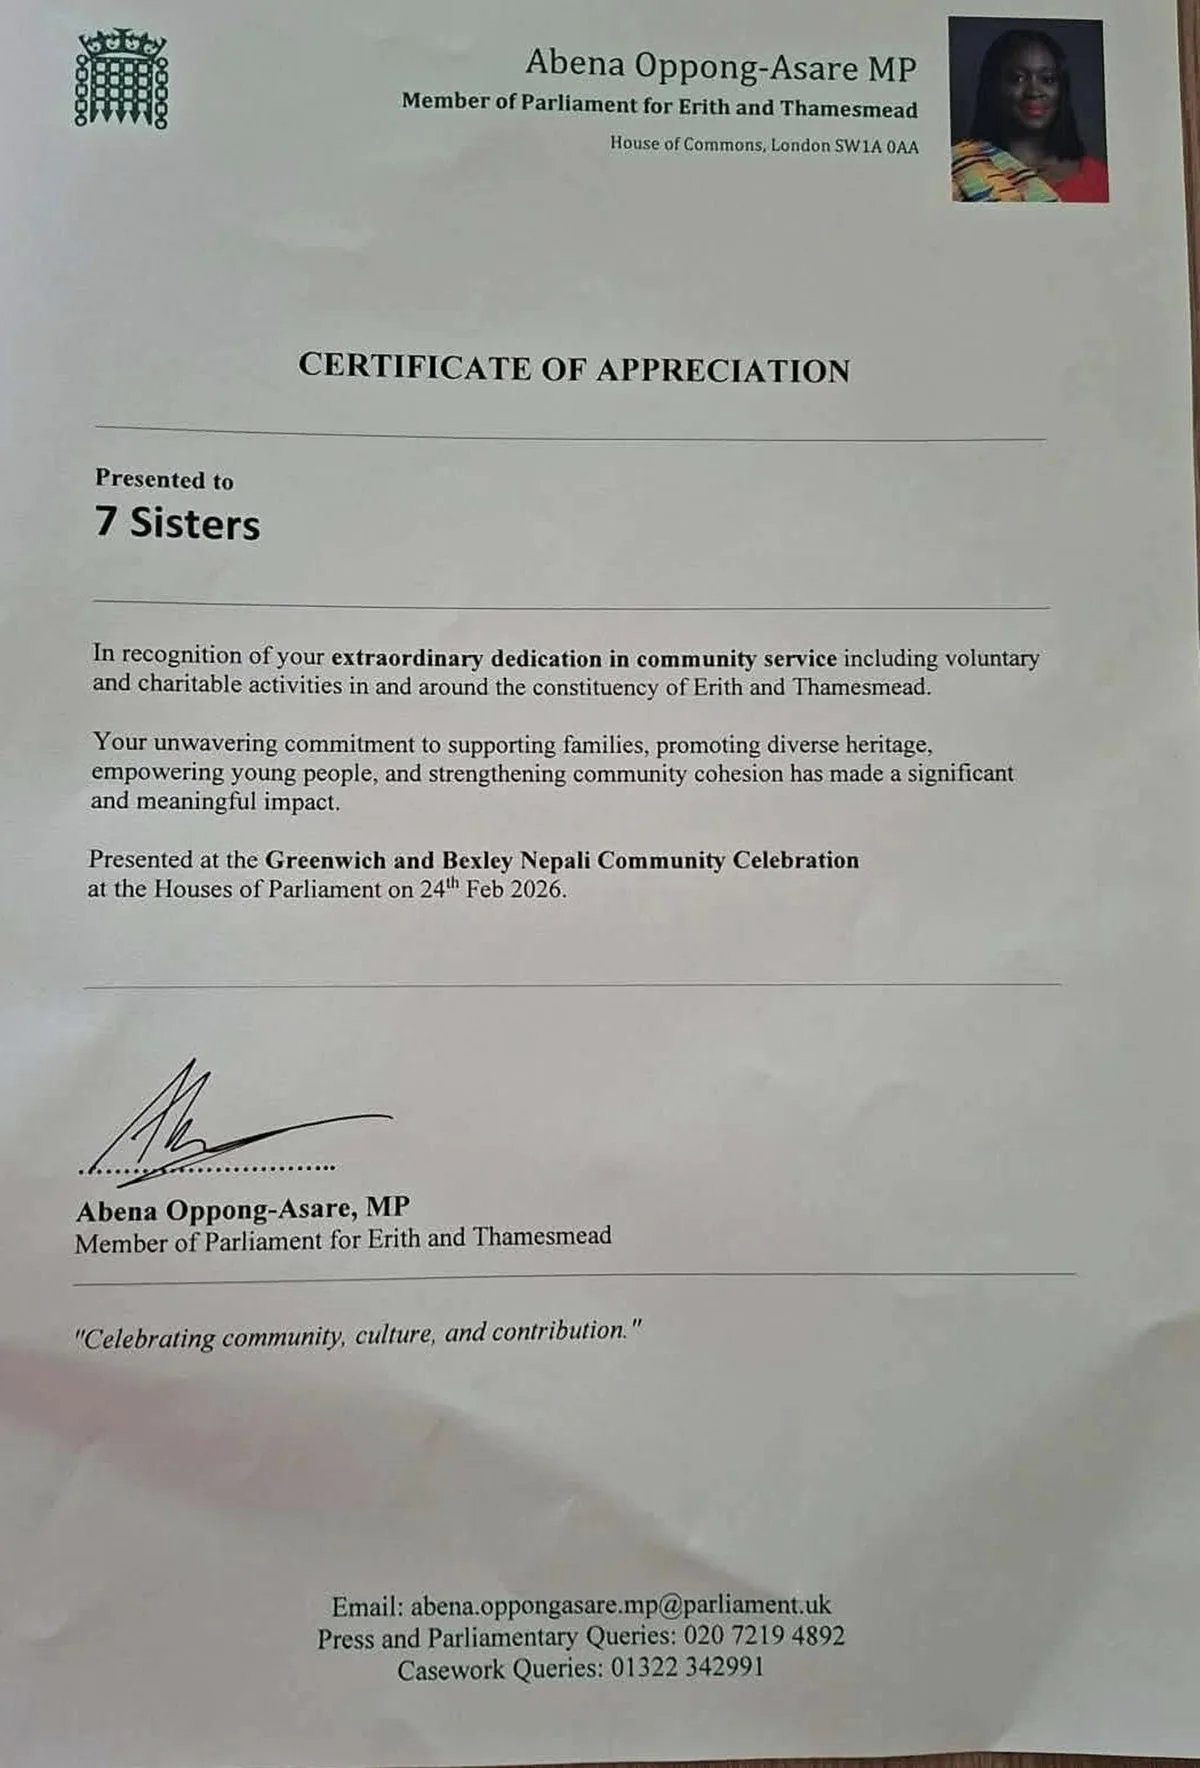 Abena Oppong-Asare MP
Member of Parliament for Erith and Thamesmead
House of Commons, London SW1A 0AA
CERTIFICATE OF APPRECIATION
Presented to
7 Sisters
In recognition of your extraordinary dedication in community service including voluntary
and charitable activities in and around the constituency of Erith and Thamesmead.
Your unwavering commitment to supporting families, promoting diverse heritage,
empowering young people, and strengthening community cohesion has made a significant
and meaningful impact.
Presented at the Greenwich and Bexley Nepali Community Celebration
at the Houses of Parliament on 24th Feb 2026.
Abena Oppong-Asare, MP
Member of Parliament for Erith and Thamesmead
"Celebrating community, culture, and contribution."
Email: abena.oppongasare.mp@parliament.uk
Press and Parliamentary Queries: 020 7219 4892
Casework Queries: 01322 342991